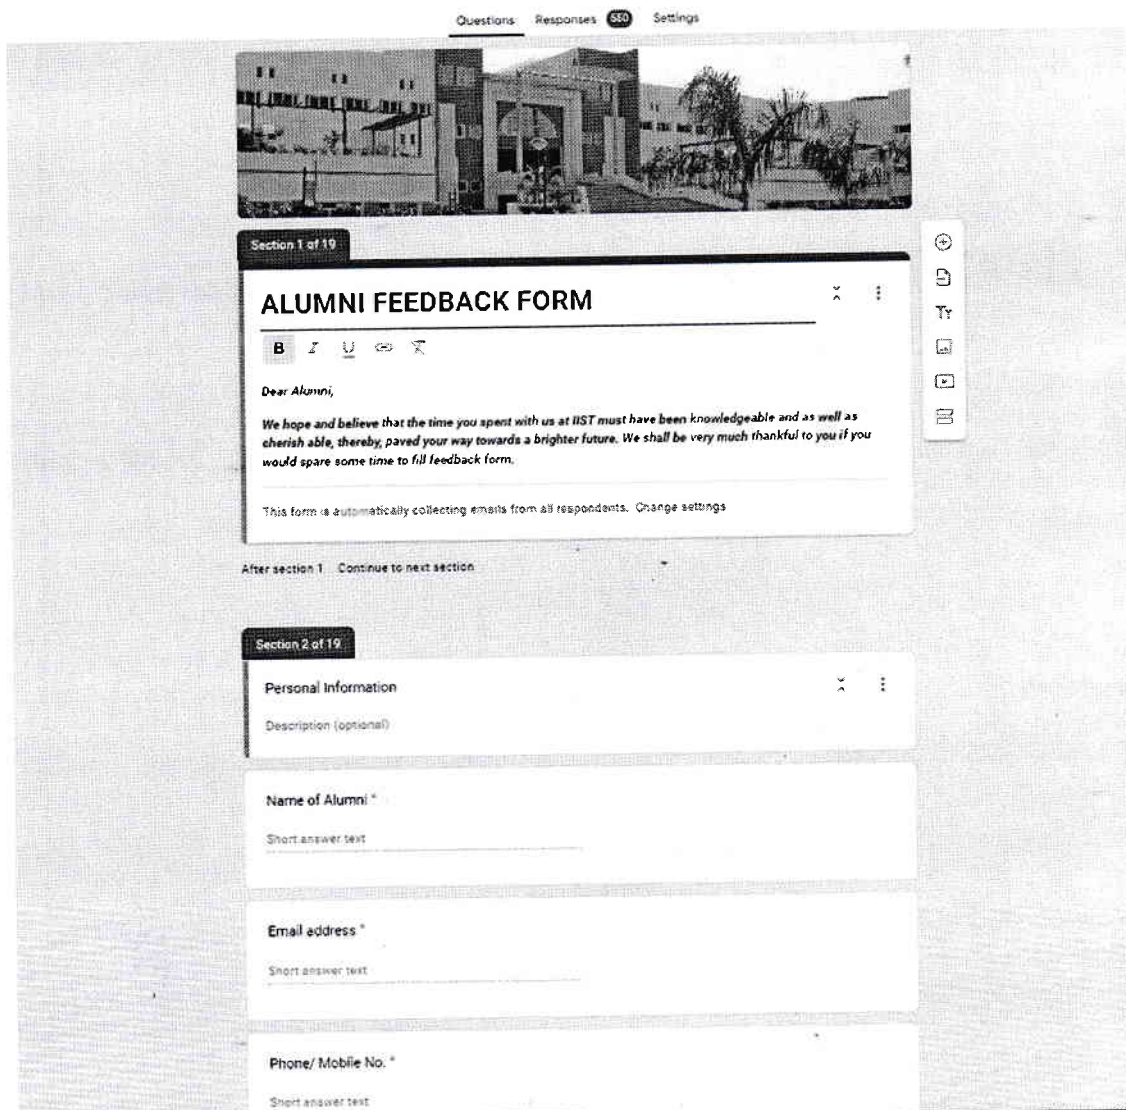 Questions Responses 550 Settings
Section 1 of 19
ALUMNI FEEDBACK FORM
B I U
Tт
Dear Alumni,
We hope and believe that the time you spent with us at IIST must have been knowledgeable and as well as
cherish able, thereby, paved your way towards a brighter future. We shall be very much thankful to you if you
would spare some time to fill feedback form.
This form is automatically collecting emails from all respondents. Change settings
After section 1 Continue to next section
Section 2 of 19
Personal Information
Description (optional)
Name of Alumni *
Short answer text
Email address *
Short answer text
Phone/ Mobile No. *
Short answer text